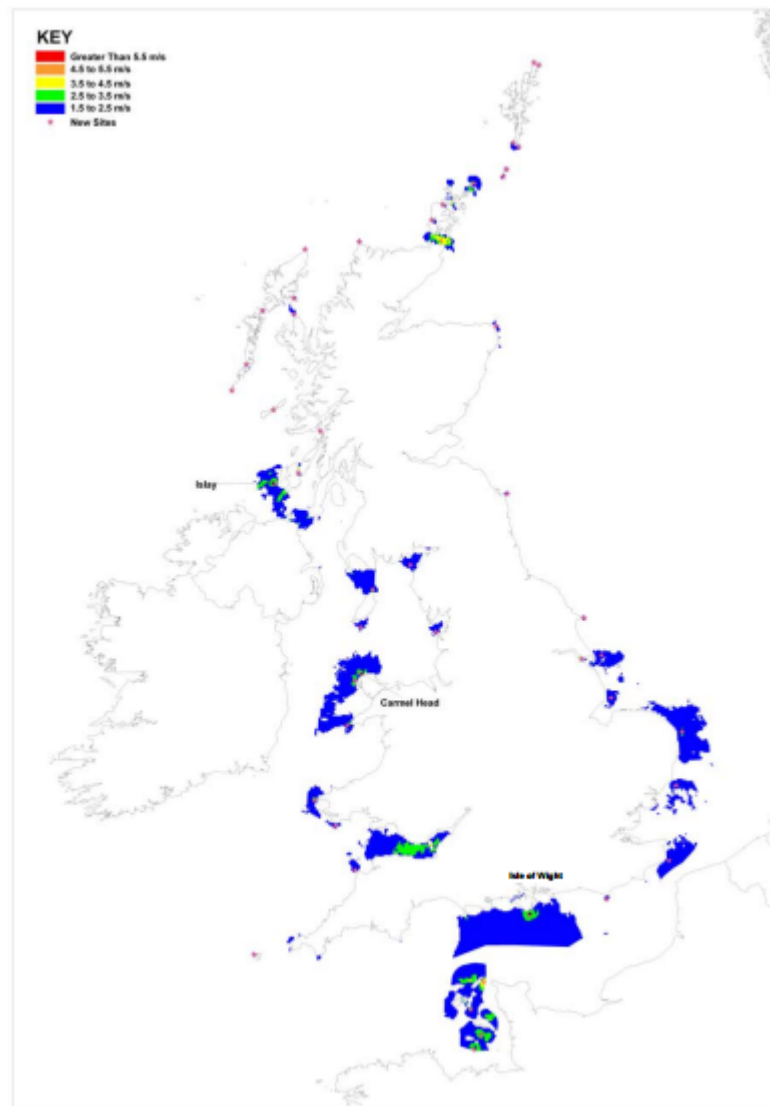 KEY
Greater Than 5.5 m/s
4.5 to 5.5 m/s
3.5 to 4.5 m/s
2.5 to 3.5 m/s
1.5 to 2.5 m/s
New Sites
Islay
Carmel Head
Isle of Wight